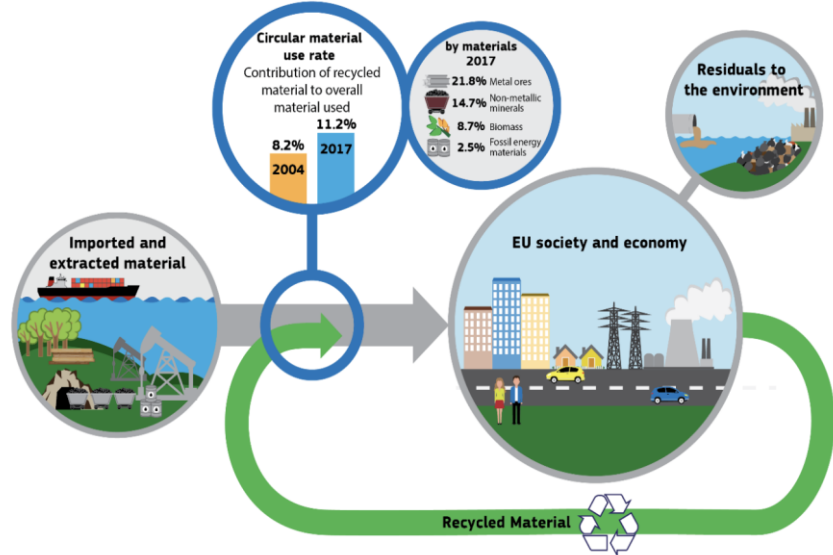 Circular material
use rate
Contribution of recycled
material to overall
material used
11.2%
8.2%
2017
2004
by materials
2017
21.8% Metal ores
14.7% Non-metallic
minerals
8.7% Biomass
2.5% Fossil energy
materials
Residuals to
the environment
Imported and
extracted material
EU society and economy
Recycled Material